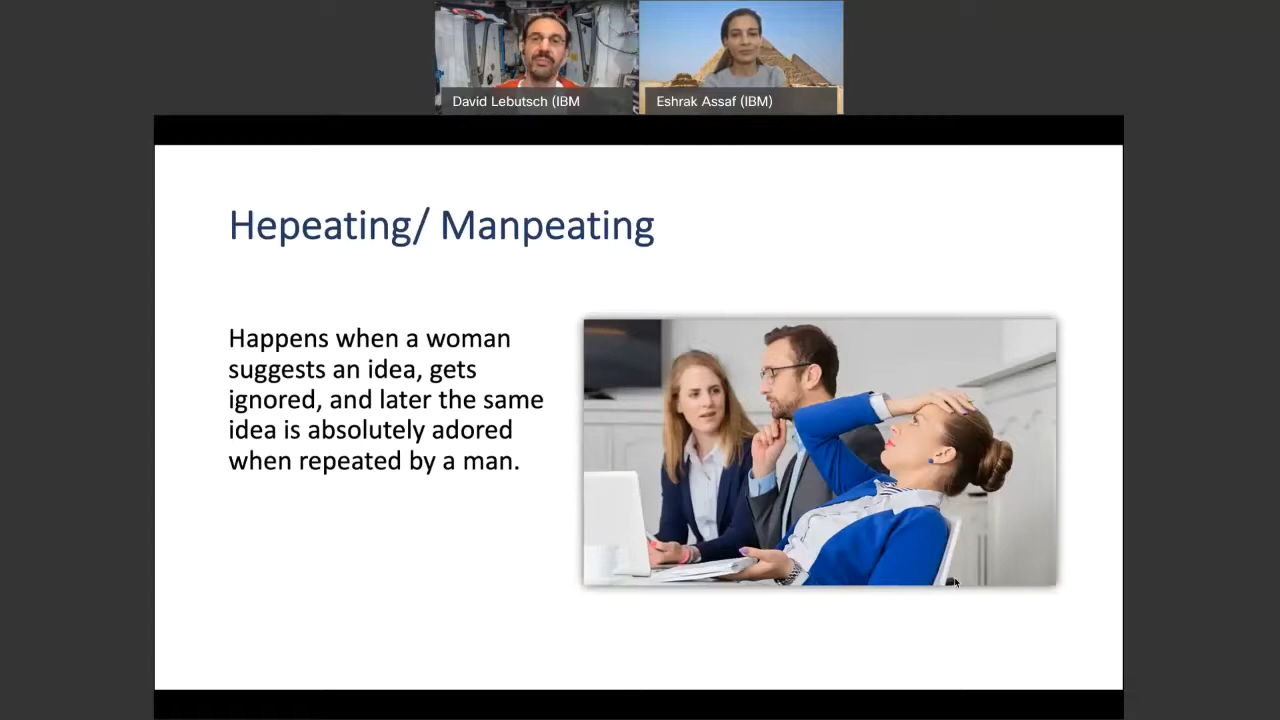 David Lebutsch (IBM
Eshrak Assaf (IBM)
Hepeating/ Manpeating
Happens when a woman
suggests an idea, gets
ignored, and later the same
idea is absolutely adored
when repeated by a man.